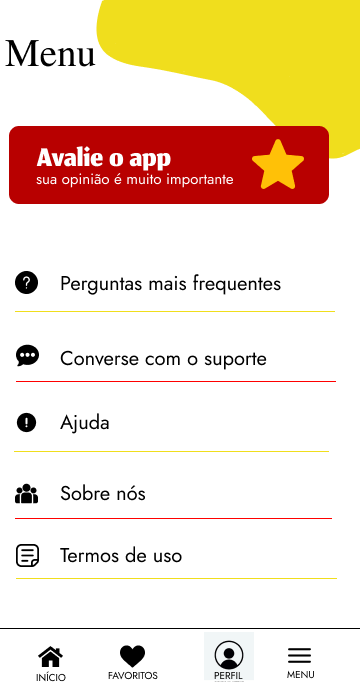 Menu
Avalie o app
sua opinião é muito importante
Perguntas mais frequentes
Converse com o suporte
Ajuda
Sobre nós
Termos de uso
INÍCIO
FAVORITOS
PERFIL
MENU